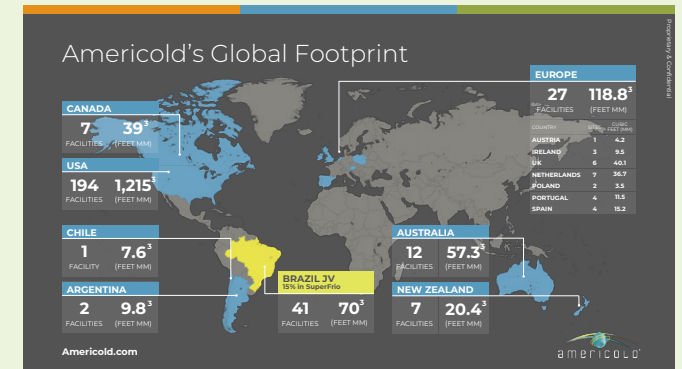 Americold's Global Footprint
Proprietary & Confidential
EUROPE
27 118.8³
FACILITIES (FEET MM)
COUNTRY SITES CUBIC FEET (MM)
AUSTRIA 1 4.2
IRELAND 3 9.5
UK 6 40.1
NETHERLANDS 7 36.7
POLAND 2 3.5
PORTUGAL 4 11.5
SPAIN 4 15.2
CANADA
7 39³
FACILITIES (FEET MM)
USA
194 1,215³
FACILITIES (FEET MM)
CHILE
1 7.6³
FACILITY (FEET MM)
ARGENTINA
2 9.8³
FACILITIES (FEET MM)
BRAZIL JV
15% in SuperFrio
41 70³
FACILITIES (FEET MM)
AUSTRALIA
12 57.3³
FACILITIES (FEET MM)
NEW ZEALAND
7 20.4³
FACILITIES (FEET MM)
Americold.com
americold